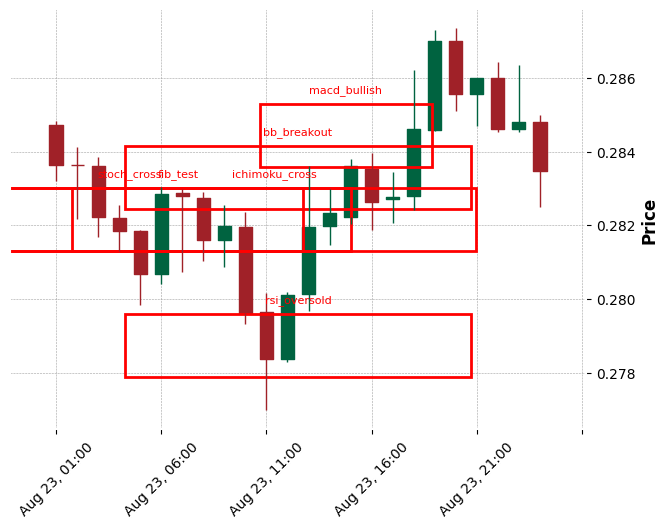 macd_bullish
0.286
bb_breakout
0.284
stoch_cross
fib_test
ichimoku_cross
0.282
Price
rsi_oversold
0.280
0.278
Aug 23, 01:00
Aug 23, 06:00
Aug 23, 11:00
Aug 23, 16:00
Aug 23, 21:00